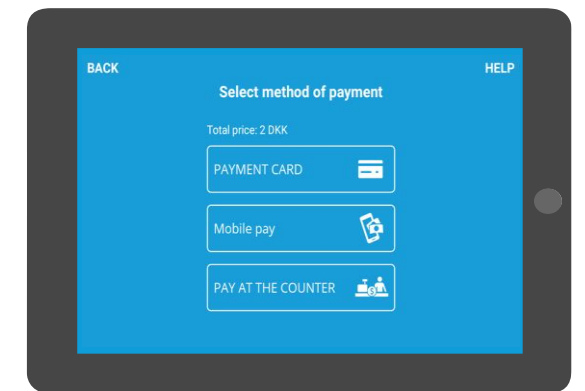 BACK
HELP
Select method of payment
Total price: 2 DKK
PAYMENT CARD
Mobile pay
PAY AT THE COUNTER